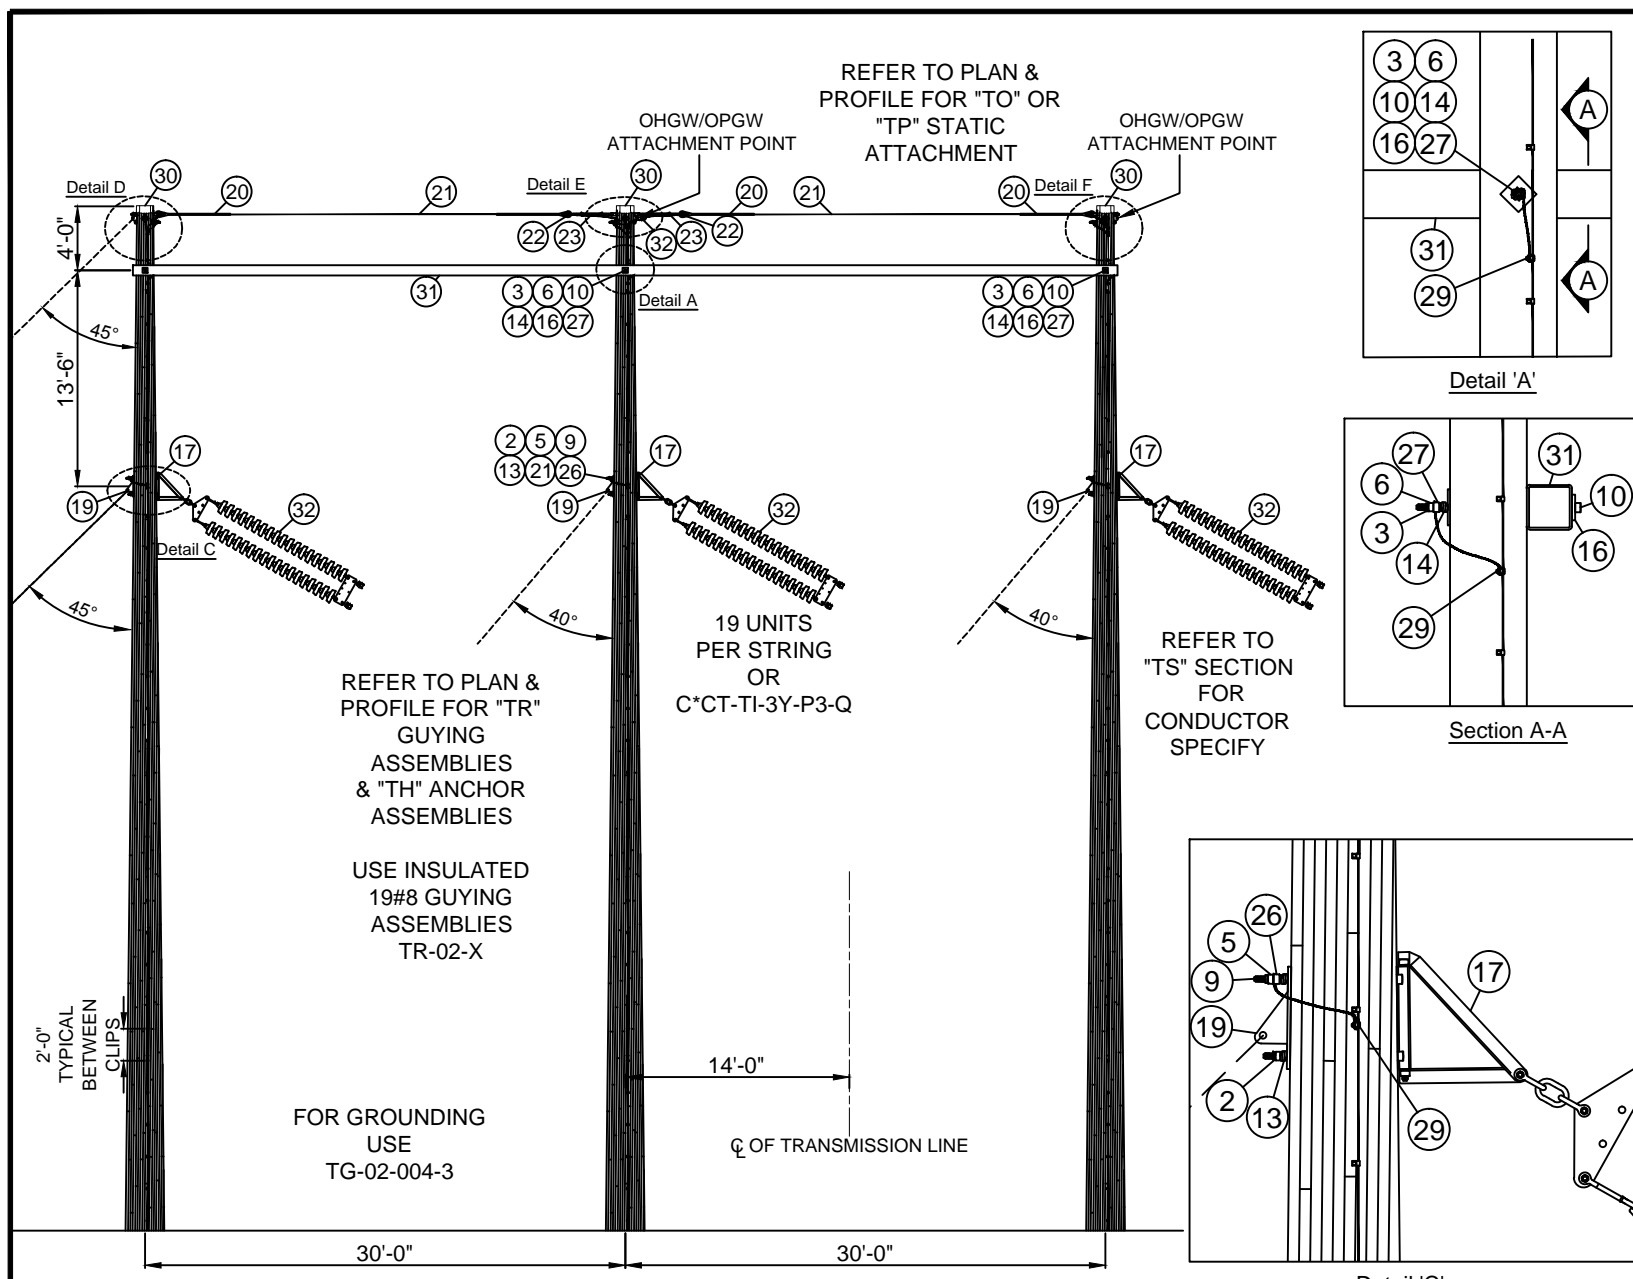 REFER TO PLAN &
PROFILE FOR "TO" OR
"TP" STATIC
ATTACHMENT
OHGW/OPGW
ATTACHMENT POINT
OHGW/OPGW
ATTACHMENT POINT
Detail D
30
20
21
Detail E
30
20
21
20
Detail F
30
22
23
32
23
22
4'-0"
31
3 6 10
14 16 27
Detail A
3 6 10
14 16 27
45°
13'-6"
17
19
32
Detail C
45°
2 5 9
13 21 26
17
19
32
40°
17
19
32
40°
19 UNITS
PER STRING
OR
C*CT-TI-3Y-P3-Q
REFER TO
"TS" SECTION
FOR
CONDUCTOR
SPECIFY
REFER TO PLAN &
PROFILE FOR "TR"
GUYING
ASSEMBLIES
& "TH" ANCHOR
ASSEMBLIES
USE INSULATED
19#8 GUYING
ASSEMBLIES
TR-02-X
2'-0"
TYPICAL
BETWEEN
CLIPS
14'-0"
FOR GROUNDING
USE
TG-02-004-3
℄ OF TRANSMISSION LINE
30'-0"
30'-0"
3 6
10 14
16 27
A
31
29
A
Detail 'A'
27
6
3
14
29
31
10
16
Section A-A
26
5
9
19
2
13
17
29